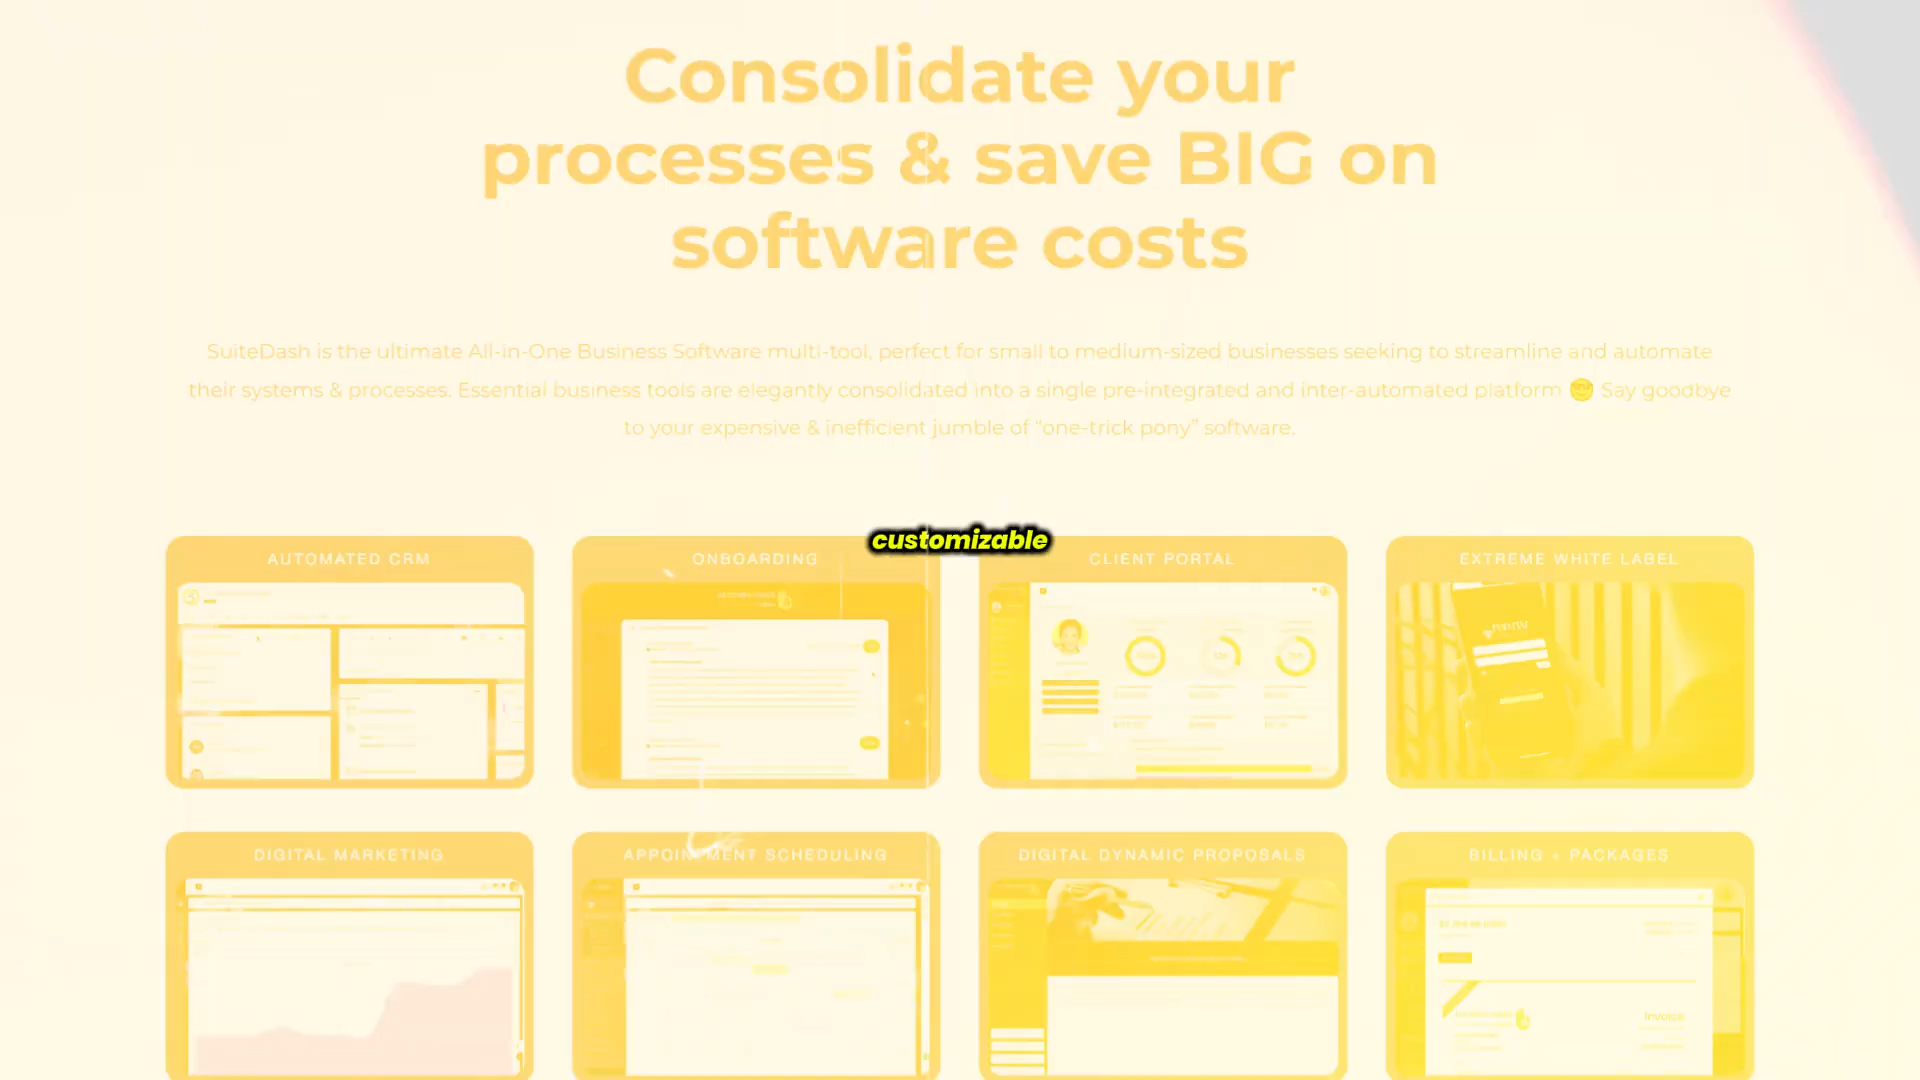 Consolidate your
processes & save BIG on
software costs
SuiteDash is the ultimate All-in-One Business Software multi-tool, perfect for small to medium-sized businesses seeking to streamline and automate
their systems & processes. Essential business tools are elegantly consolidated into a single pre-integrated and inter-automated platform 🤓 Say goodbye
to your expensive & inefficient jumble of “one-trick pony” software.
customizable
AUTOMATED CRM
ONBOARDING
CLIENT PORTAL
EXTREME WHITE LABEL
DIGITAL MARKETING
APPOINTMENT SCHEDULING
DIGITAL DYNAMIC PROPOSALS
BILLING + PACKAGES
Invoice